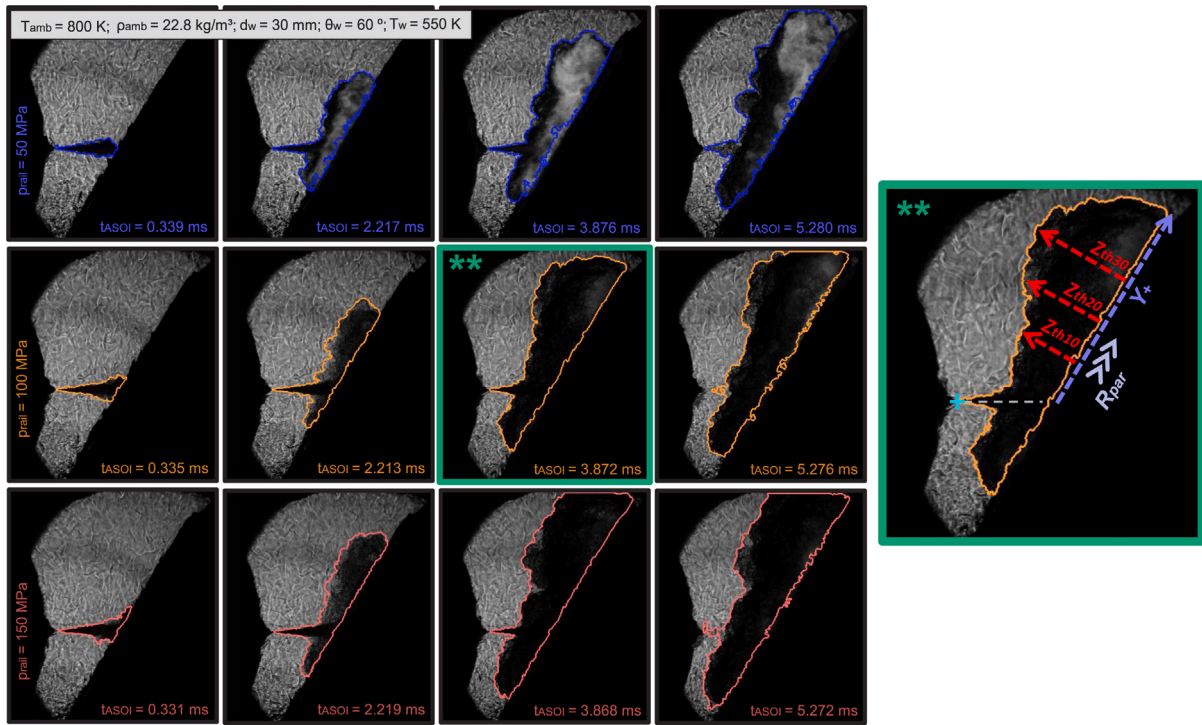 Tamb = 800 K; ρamb = 22.8 kg/m³; dw = 30 mm; θw = 60 º; Tw = 550 K
prail = 50 MPa
tASOI = 0.339 ms
tASOI = 2.217 ms
tASOI = 3.876 ms
tASOI = 5.280 ms
prail = 100 MPa
tASOI = 0.335 ms
tASOI = 2.213 ms
**
tASOI = 3.872 ms
tASOI = 5.276 ms
prail = 150 MPa
tASOI = 0.331 ms
tASOI = 2.219 ms
tASOI = 3.868 ms
tASOI = 5.272 ms
**
Zth30
Zth20
Zth10
Y+
Rpar